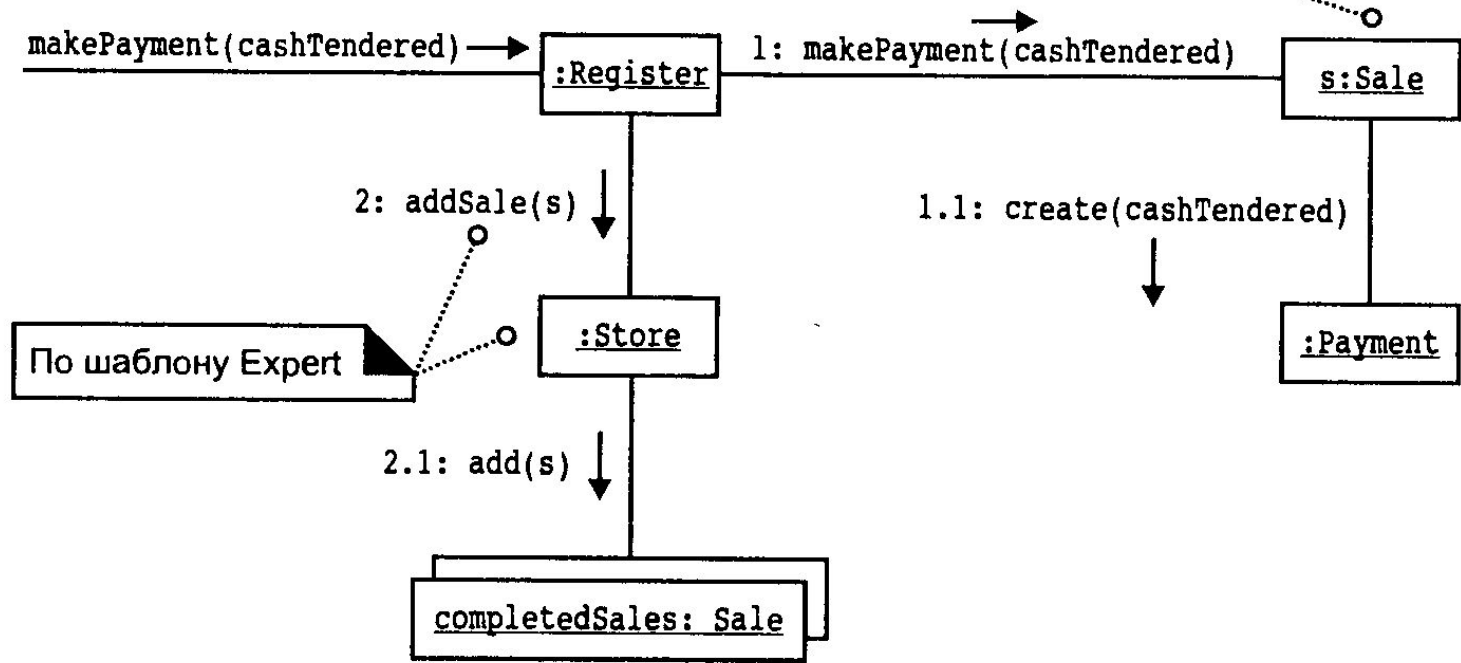 makePayment(cashTendered)
:Register
1: makePayment(cashTendered)
s:Sale
2: addSale(s)
1.1: create(cashTendered)
По шаблону Expert
:Store
:Payment
2.1: add(s)
completedSales: Sale